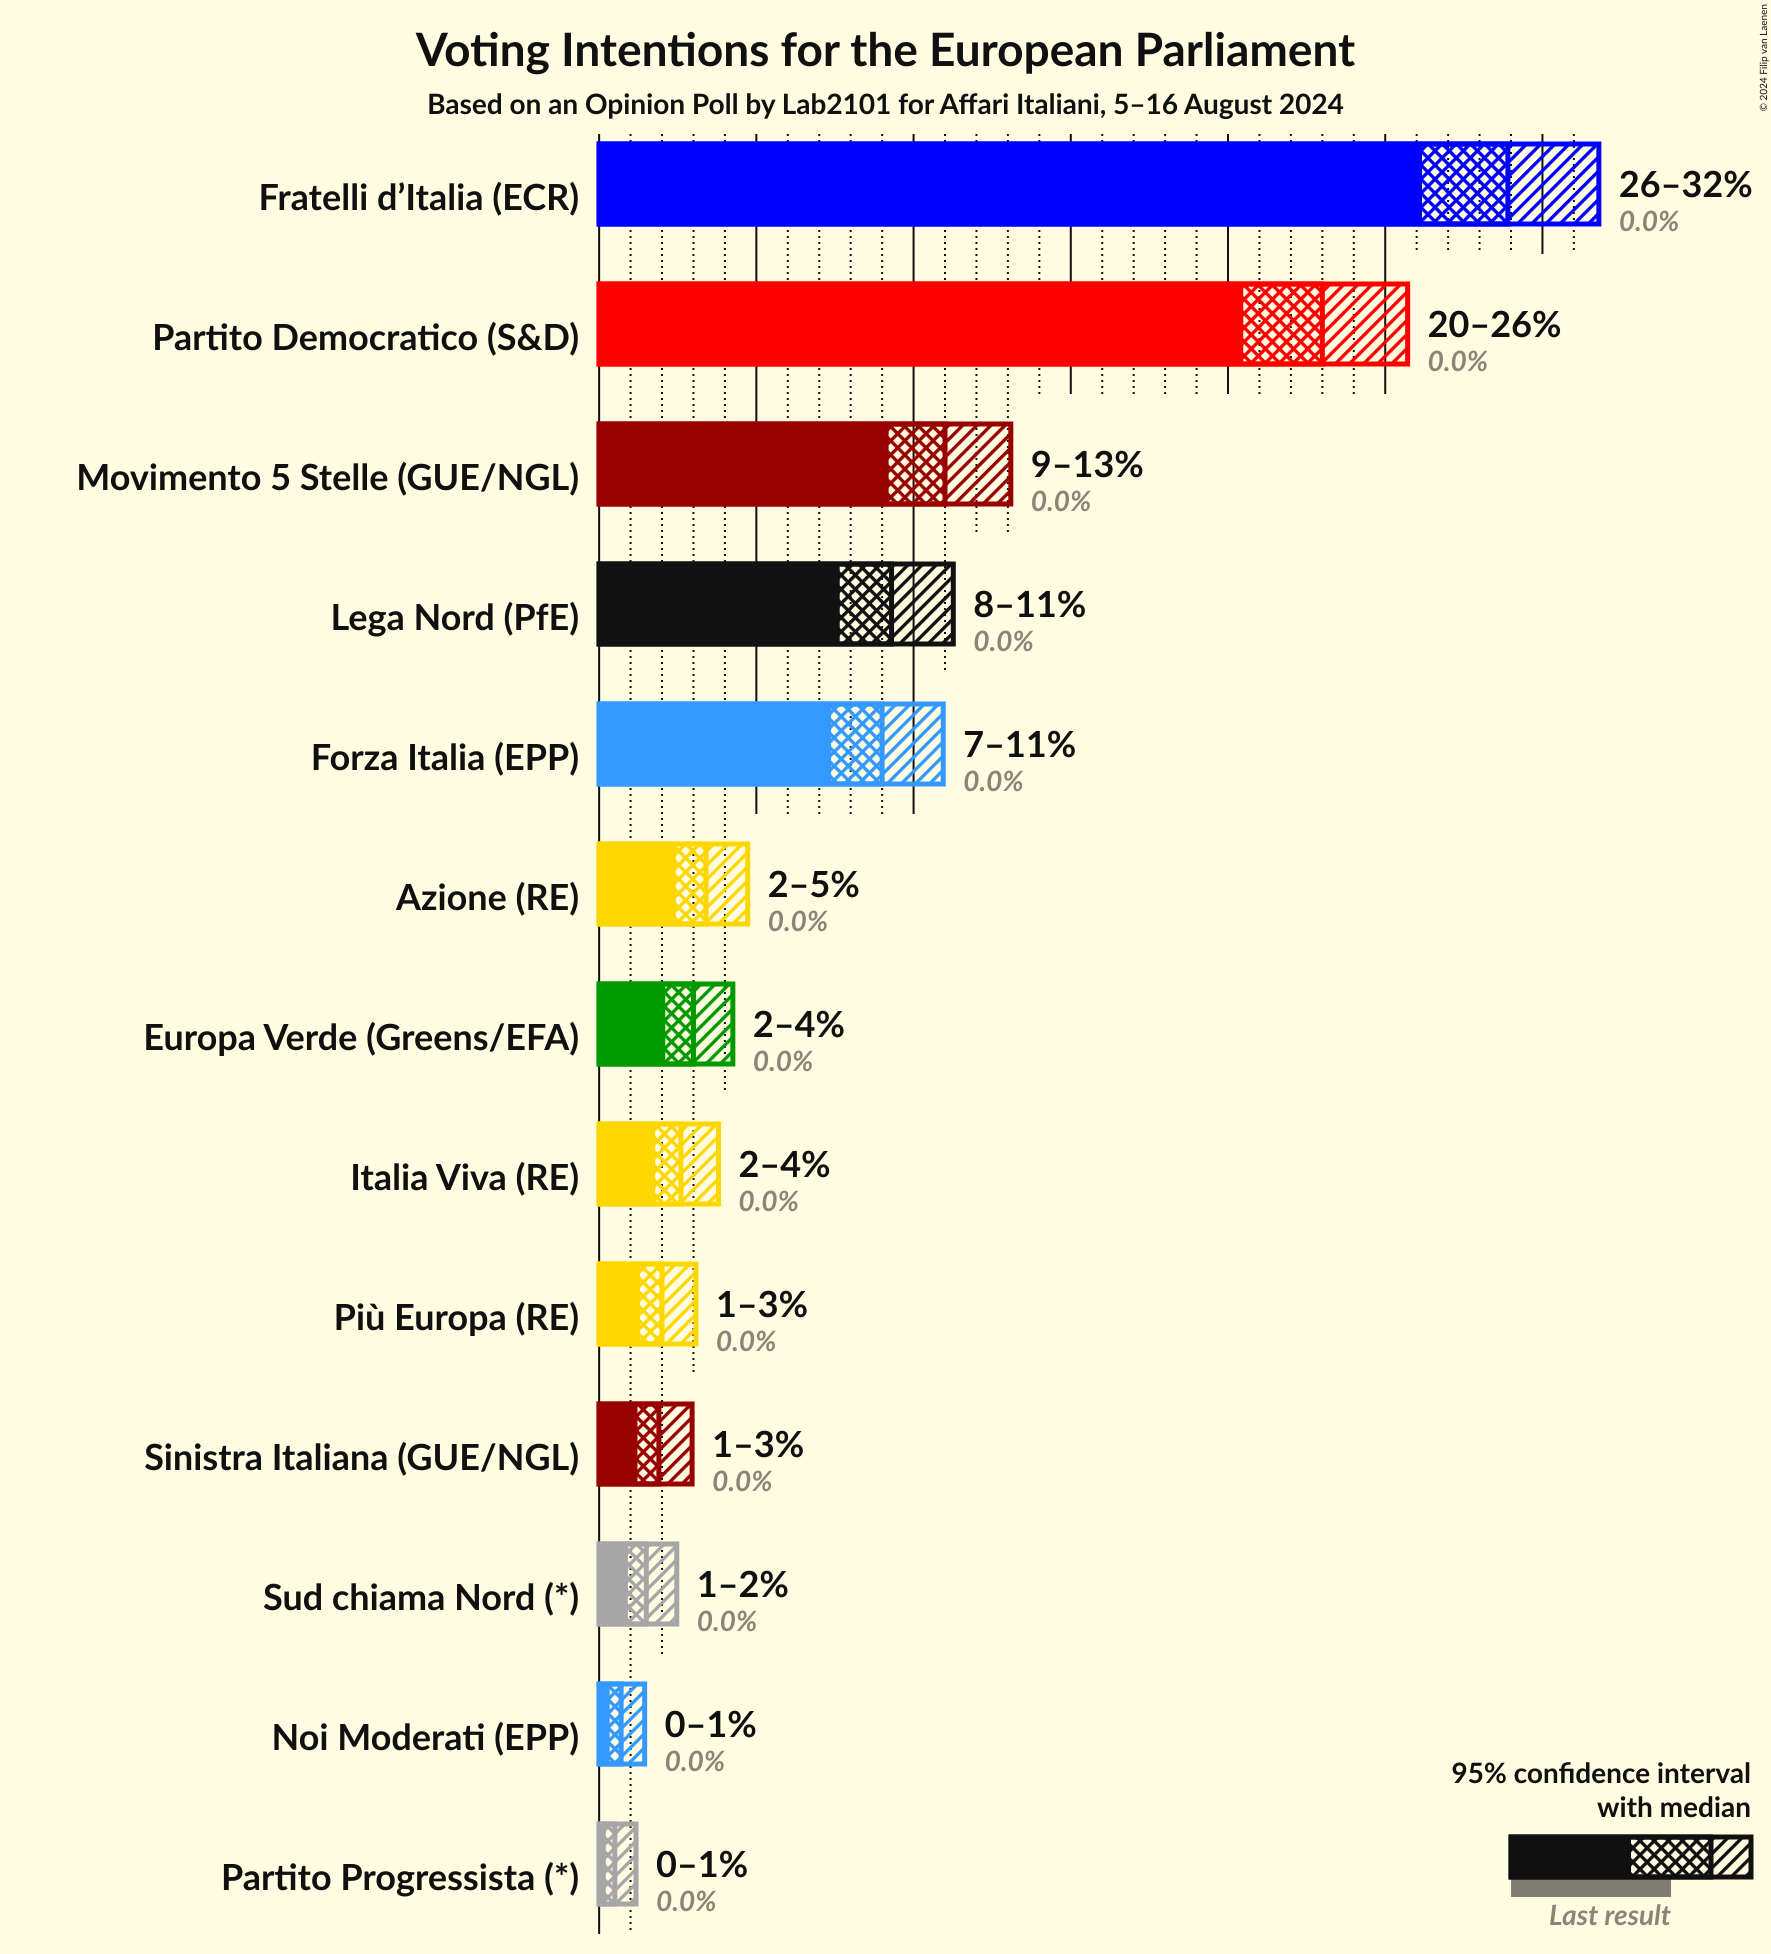 Voting Intentions for the European Parliament
Based on an Opinion Poll by Lab2101 for Affari Italiani, 5–16 August 2024
© 2024 Filip van Laenen
Fratelli d’Italia (ECR)
26–32%
0.0%
Partito Democratico (S&D)
20–26%
0.0%
Movimento 5 Stelle (GUE/NGL)
9–13%
0.0%
Lega Nord (PfE)
8–11%
0.0%
Forza Italia (EPP)
7–11%
0.0%
Azione (RE)
2–5%
0.0%
Europa Verde (Greens/EFA)
2–4%
0.0%
Italia Viva (RE)
2–4%
0.0%
Più Europa (RE)
1–3%
0.0%
Sinistra Italiana (GUE/NGL)
1–3%
0.0%
Sud chiama Nord (*)
1–2%
0.0%
Noi Moderati (EPP)
0–1%
0.0%
Partito Progressista (*)
0–1%
0.0%
95% confidence interval
with median
Last result